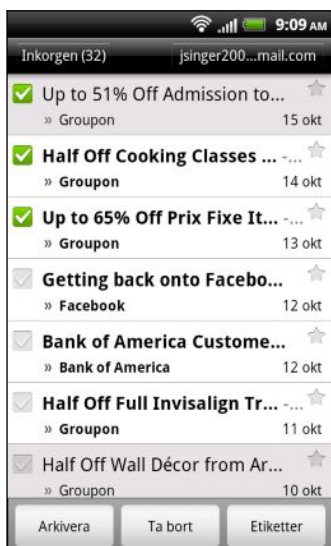 9:09 AM
Inkorgen (32) jsinger200...mail.com
Up to 51% Off Admission to...
» Groupon 15 okt
Half Off Cooking Classes ... -...
» Groupon 14 okt
Up to 65% Off Prix Fixe It... -...
» Groupon 13 okt
Getting back onto Facebo...
» Facebook 12 okt
Bank of America Custome...
» Bank of America 12 okt
Half Off Full Invisalign Tr... -...
» Groupon 11 okt
Half Off Wall Décor from Ar...
» Groupon 10 okt
Arkivera Ta bort Etiketter